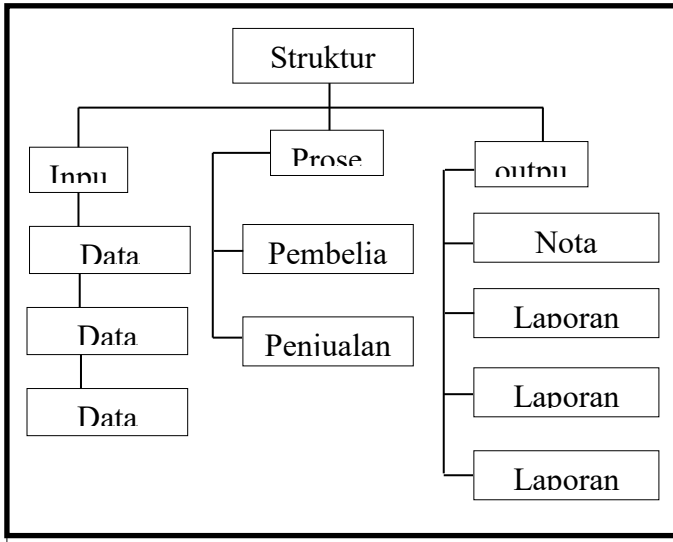 Struktur
Inpu
Data
Data
Data
Prose
Pembelia
Penjualan
outpu
Nota
Laporan
Laporan
Laporan